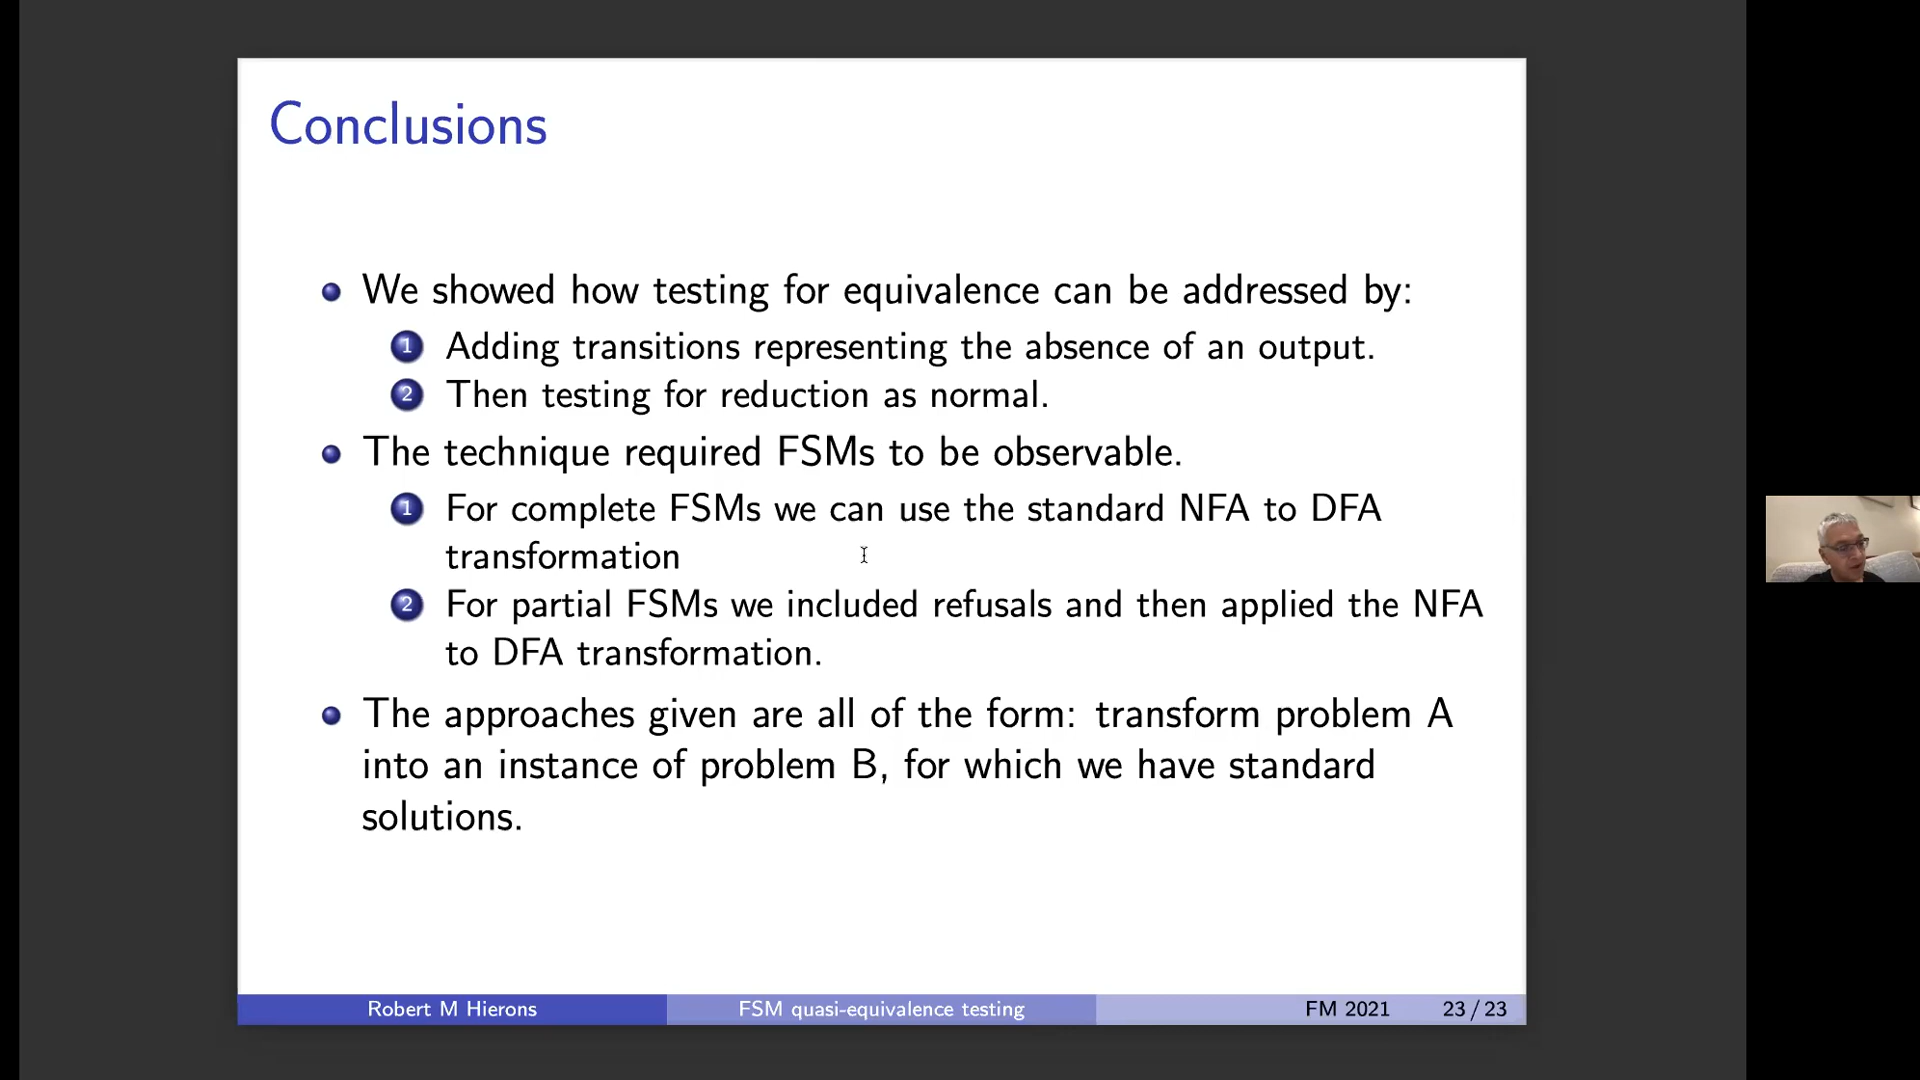 Conclusions
We showed how testing for equivalence can be addressed by:
1 Adding transitions representing the absence of an output.
2 Then testing for reduction as normal.
The technique required FSMs to be observable.
1 For complete FSMs we can use the standard NFA to DFA
transformation
2 For partial FSMs we included refusals and then applied the NFA
to DFA transformation.
The approaches given are all of the form: transform problem A
into an instance of problem B, for which we have standard
solutions.
Robert M Hierons FSM quasi-equivalence testing FM 2021 23 / 23